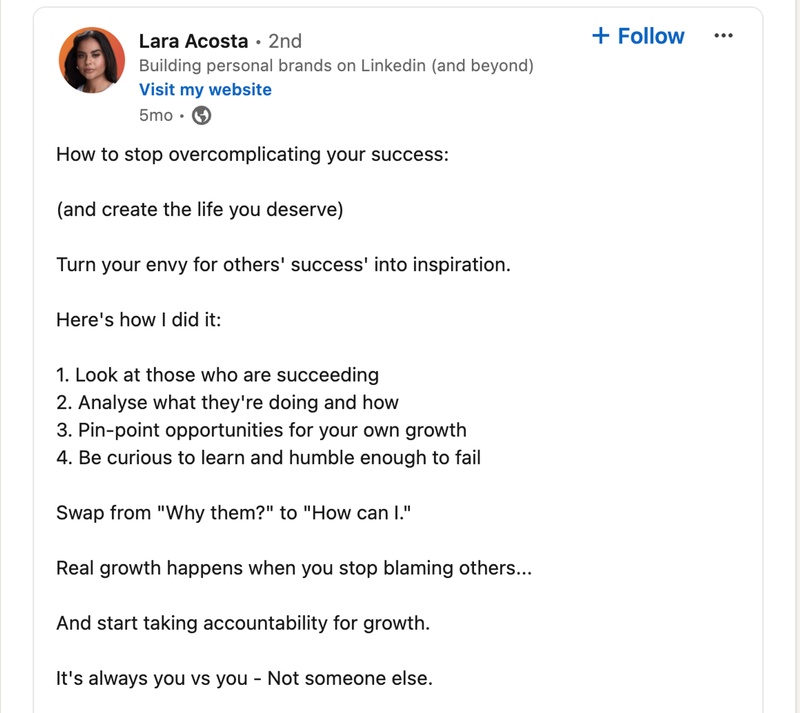 Lara Acosta • 2nd
+ Follow
•••
Building personal brands on Linkedin (and beyond)
Visit my website
5mo •
How to stop overcomplicating your success:
(and create the life you deserve)
Turn your envy for others' success' into inspiration.
Here's how I did it:
1. Look at those who are succeeding
2. Analyse what they're doing and how
3. Pin-point opportunities for your own growth
4. Be curious to learn and humble enough to fail
Swap from "Why them?" to "How can I."
Real growth happens when you stop blaming others...
And start taking accountability for growth.
It's always you vs you - Not someone else.